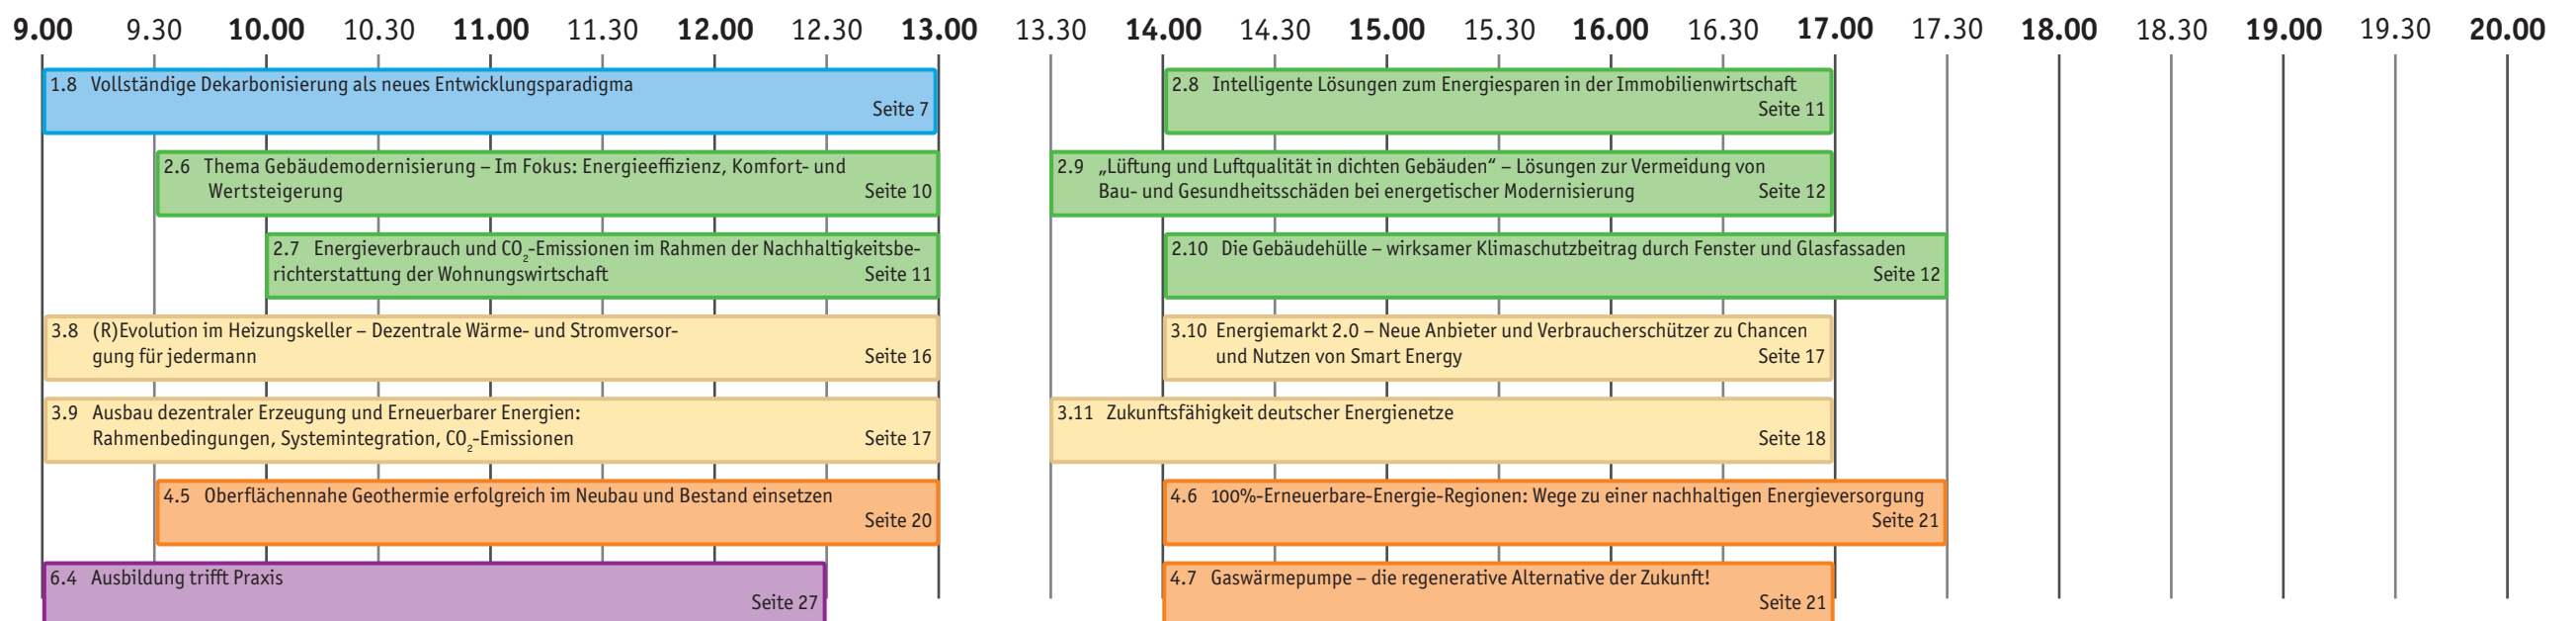 9.00 9.30 10.00 10.30 11.00 11.30 12.00 12.30 13.00 13.30 14.00 14.30 15.00 15.30 16.00 16.30 17.00 17.30 18.00 18.30 19.00 19.30 20.00
1.8 Vollständige Dekarbonisierung als neues Entwicklungsparadigma
Seite 7
2.8 Intelligente Lösungen zum Energiesparen in der Immobilienwirtschaft
Seite 11
2.6 Thema Gebäudemodernisierung – Im Fokus: Energieeffizienz, Komfort- und
Wertsteigerung Seite 10
2.9 „Lüftung und Luftqualität in dichten Gebäuden“ – Lösungen zur Vermeidung von
Bau- und Gesundheitsschäden bei energetischer Modernisierung Seite 12
2.7 Energieverbrauch und CO₂-Emissionen im Rahmen der Nachhaltigkeitsbe-
richterstattung der Wohnungswirtschaft Seite 11
2.10 Die Gebäudehülle – wirksamer Klimaschutzbeitrag durch Fenster und Glasfassaden
Seite 12
3.8 (R)Evolution im Heizungskeller – Dezentrale Wärme- und Stromversor-
gung für jedermann Seite 16
3.10 Energiemarkt 2.0 – Neue Anbieter und Verbraucherschützer zu Chancen
und Nutzen von Smart Energy Seite 17
3.9 Ausbau dezentraler Erzeugung und Erneuerbarer Energien:
Rahmenbedingungen, Systemintegration, CO₂-Emissionen Seite 17
3.11 Zukunftsfähigkeit deutscher Energienetze
Seite 18
4.5 Oberflächennahe Geothermie erfolgreich im Neubau und Bestand einsetzen
Seite 20
4.6 100%-Erneuerbare-Energie-Regionen: Wege zu einer nachhaltigen Energieversorgung
Seite 21
6.4 Ausbildung trifft Praxis
Seite 27
4.7 Gaswärmepumpe – die regenerative Alternative der Zukunft!
Seite 21